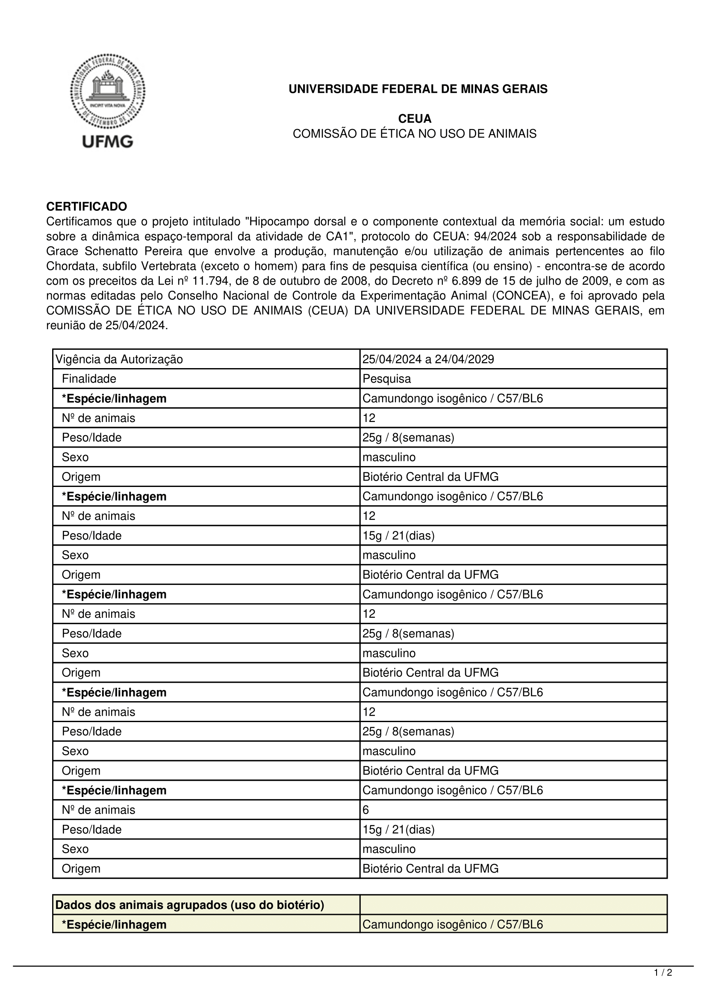 UNIVERSIDADE FEDERAL DE MINAS GERAIS
• 7 DE SETEMBRO DE 1927 •
INCIPIT VITA NOVA
UFMG
UNIVERSIDADE FEDERAL DE MINAS GERAIS
CEUA
COMISSÃO DE ÉTICA NO USO DE ANIMAIS
CERTIFICADO
Certificamos que o projeto intitulado "Hipocampo dorsal e o componente contextual da memória social: um estudo
sobre a dinâmica espaço-temporal da atividade de CA1", protocolo do CEUA: 94/2024 sob a responsabilidade de
Grace Schenatto Pereira que envolve a produção, manutenção e/ou utilização de animais pertencentes ao filo
Chordata, subfilo Vertebrata (exceto o homem) para fins de pesquisa científica (ou ensino) - encontra-se de acordo
com os preceitos da Lei nº 11.794, de 8 de outubro de 2008, do Decreto nº 6.899 de 15 de julho de 2009, e com as
normas editadas pelo Conselho Nacional de Controle da Experimentação Animal (CONCEA), e foi aprovado pela
COMISSÃO DE ÉTICA NO USO DE ANIMAIS (CEUA) DA UNIVERSIDADE FEDERAL DE MINAS GERAIS, em
reunião de 25/04/2024.
Vigência da Autorização 25/04/2024 a 24/04/2029
Finalidade Pesquisa
*Espécie/linhagem Camundongo isogênico / C57/BL6
Nº de animais 12
Peso/Idade 25g / 8(semanas)
Sexo masculino
Origem Biotério Central da UFMG
*Espécie/linhagem Camundongo isogênico / C57/BL6
Nº de animais 12
Peso/Idade 15g / 21(dias)
Sexo masculino
Origem Biotério Central da UFMG
*Espécie/linhagem Camundongo isogênico / C57/BL6
Nº de animais 12
Peso/Idade 25g / 8(semanas)
Sexo masculino
Origem Biotério Central da UFMG
*Espécie/linhagem Camundongo isogênico / C57/BL6
Nº de animais 12
Peso/Idade 25g / 8(semanas)
Sexo masculino
Origem Biotério Central da UFMG
*Espécie/linhagem Camundongo isogênico / C57/BL6
Nº de animais 6
Peso/Idade 15g / 21(dias)
Sexo masculino
Origem Biotério Central da UFMG
Dados dos animais agrupados (uso do biotério)
*Espécie/linhagem Camundongo isogênico / C57/BL6
1 / 2